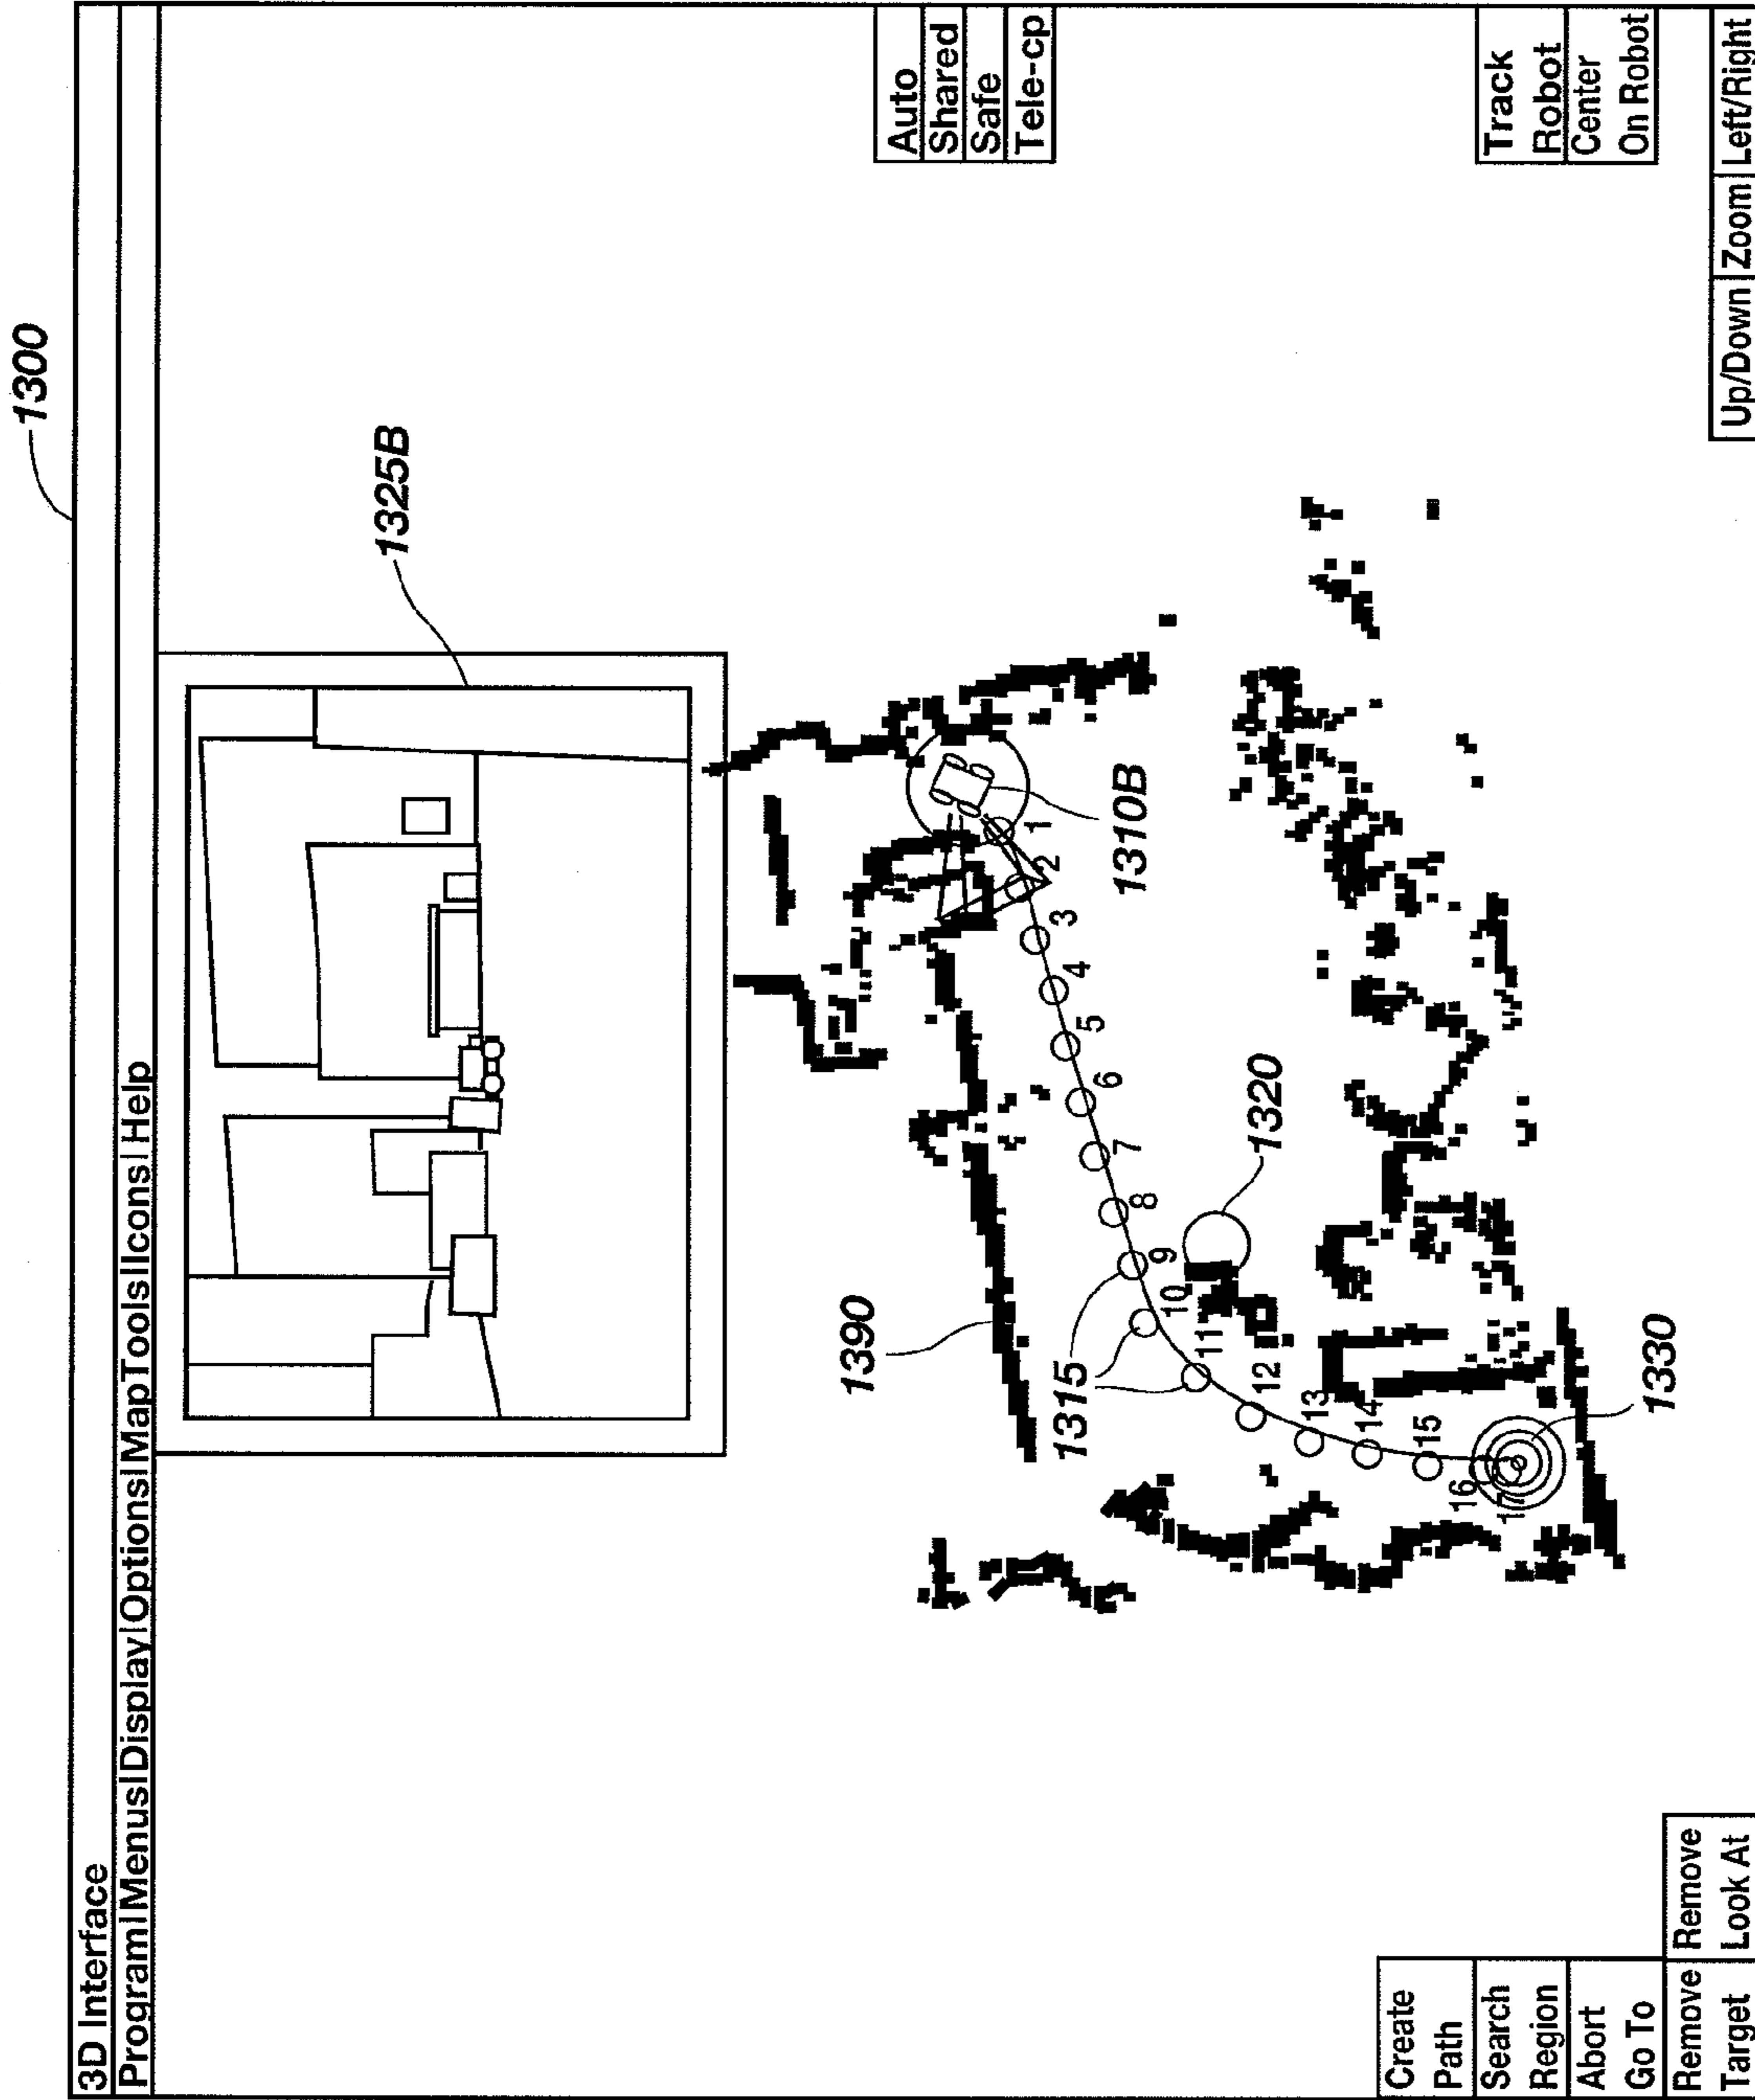 1300
3D Interface
Program|Menus|Display|Options|MapTools|Icons|Help
1325B
Auto
Shared
Safe
Tele-cp
1310B
1
2
3
4
5
6
7
8
9
10
11
12
13
14
15
16
17
1390
1315
1320
1330
Track
Robot
Center
On Robot
Create
Path
Search
Region
Abort
Go To
Remove Remove
Target Look At
Up/Down|Zoom|Left/Right